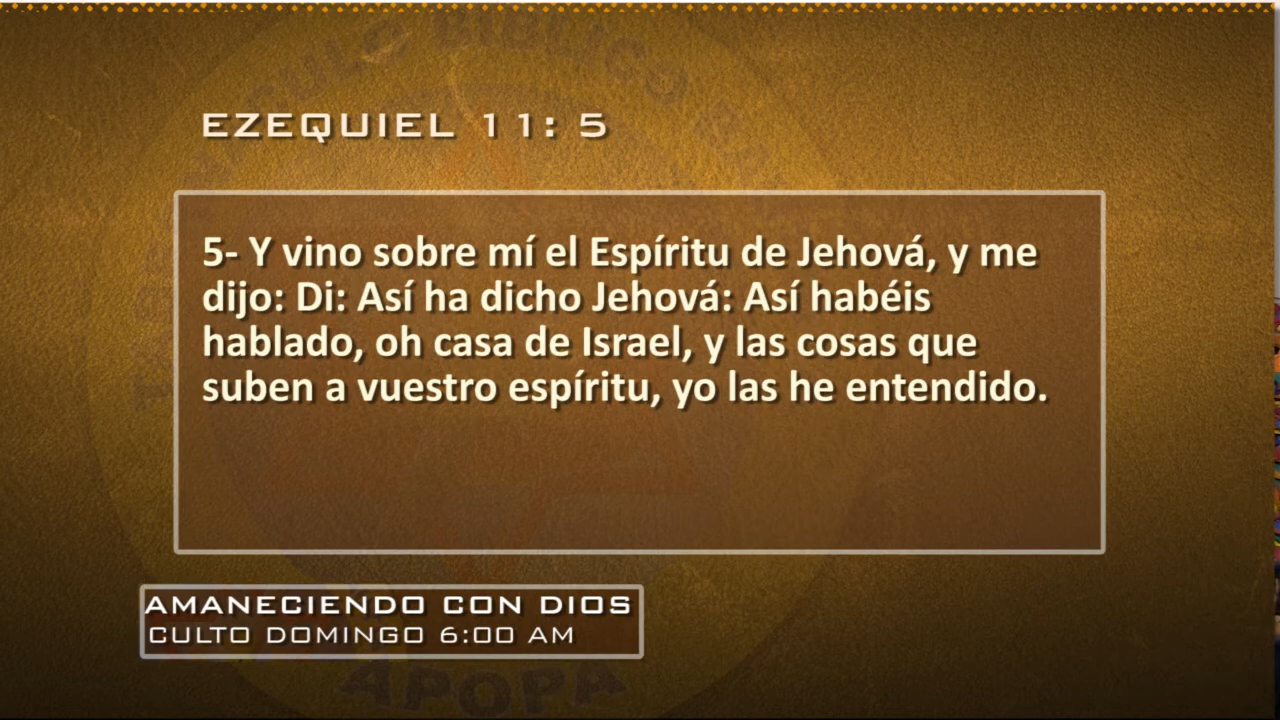 EZEQUIEL 11: 5
5- Y vino sobre mí el Espíritu de Jehová, y me
dijo: Di: Así ha dicho Jehová: Así habéis
hablado, oh casa de Israel, y las cosas que
suben a vuestro espíritu, yo las he entendido.
AMANECIENDO CON DIOS
CULTO DOMINGO 6:00 AM
APOPA